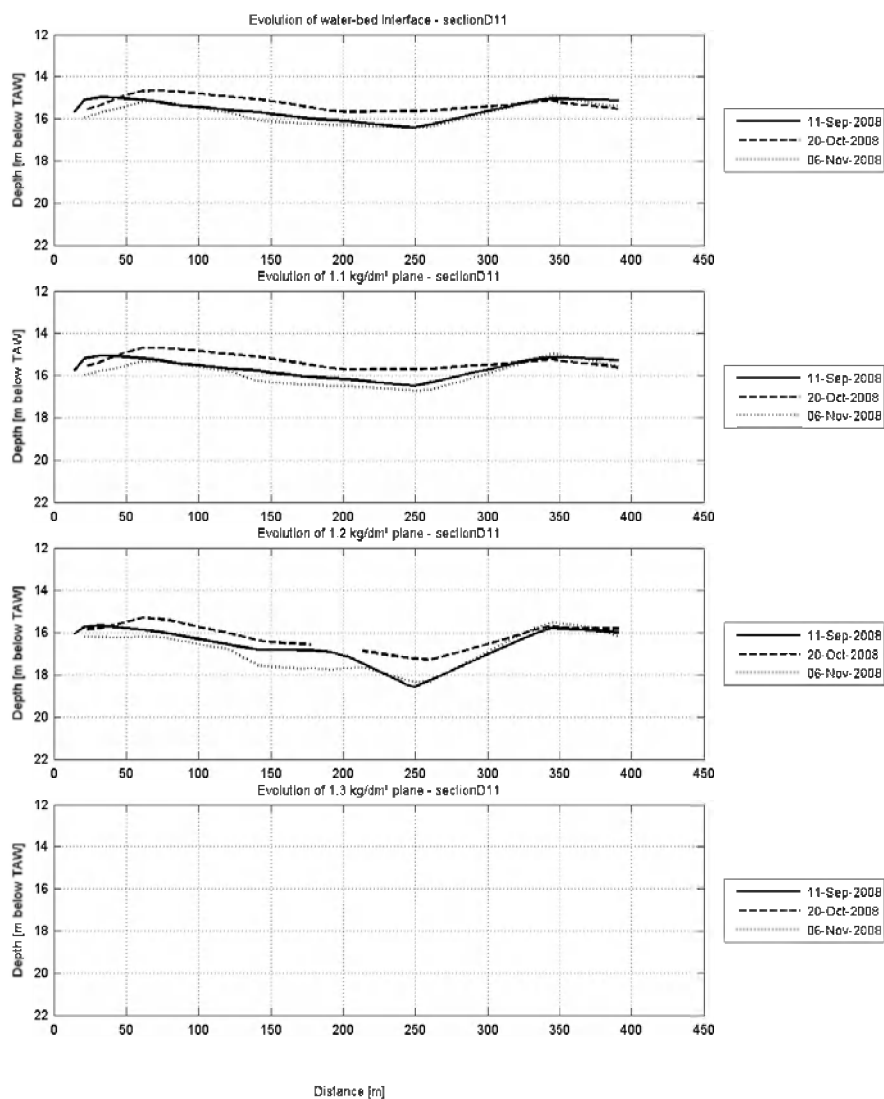 Evolution of water-bed Interface - sectionD11
12
14
16
18
20
22
Depth [m below TAW]
0 50 100 150 200 250 300 350 400 450
11-Sep-2008
20-Oct-2008
06-Nov-2008
Evolution of 1.1 kg/dm³ plane - sectionD11
12
14
16
18
20
22
Depth [m below TAW]
0 50 100 150 200 250 300 350 400 450
11-Sep-2008
20-Oct-2008
06-Nov-2008
Evolution of 1.2 kg/dm³ plane - sectionD11
12
14
16
18
20
22
Depth [m below TAW]
0 50 100 150 200 250 300 350 400 450
11-Sep-2008
20-Oct-2008
06-Nov-2008
Evolution of 1.3 kg/dm³ plane - sectionD11
12
14
16
18
20
22
Depth [m below TAW]
0 50 100 150 200 250 300 350 400 450
11-Sep-2008
20-Oct-2008
06-Nov-2008
Distance [m]